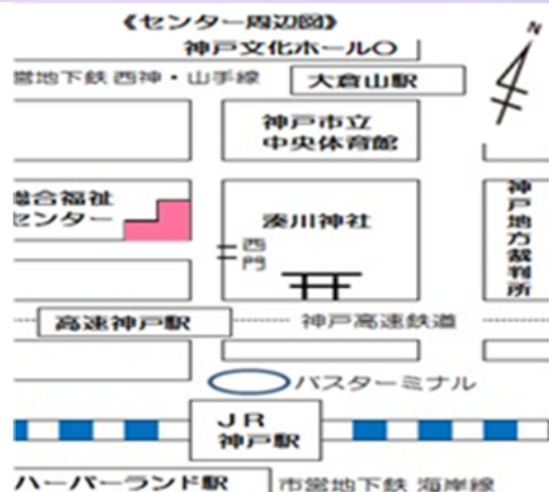 《センター周辺図》
N
神戸文化ホール○
営地下鉄 西神・山手線
大倉山駅
神戸市立
中央体育館
総合福祉
センター
湊川神社
神戸地方裁判所
西門
高速神戸駅
神戸高速鉄道
バスターミナル
JR
神戸駅
ハーバーランド駅
市営地下鉄 海岸線